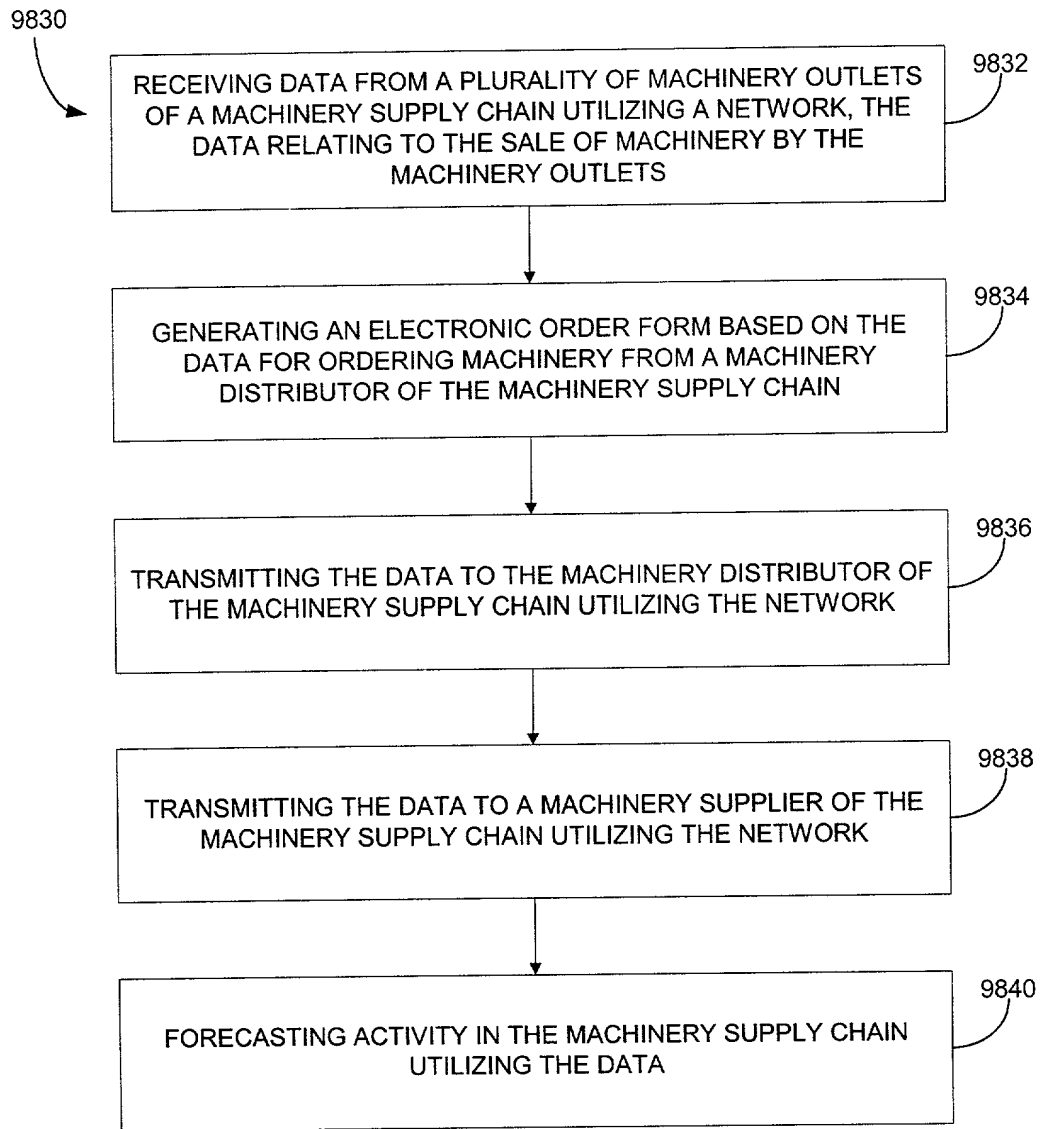 9830
9832
RECEIVING DATA FROM A PLURALITY OF MACHINERY OUTLETS
OF A MACHINERY SUPPLY CHAIN UTILIZING A NETWORK, THE
DATA RELATING TO THE SALE OF MACHINERY BY THE
MACHINERY OUTLETS
9834
GENERATING AN ELECTRONIC ORDER FORM BASED ON THE
DATA FOR ORDERING MACHINERY FROM A MACHINERY
DISTRIBUTOR OF THE MACHINERY SUPPLY CHAIN
9836
TRANSMITTING THE DATA TO THE MACHINERY DISTRIBUTOR OF
THE MACHINERY SUPPLY CHAIN UTILIZING THE NETWORK
9838
TRANSMITTING THE DATA TO A MACHINERY SUPPLIER OF THE
MACHINERY SUPPLY CHAIN UTILIZING THE NETWORK
9840
FORECASTING ACTIVITY IN THE MACHINERY SUPPLY CHAIN
UTILIZING THE DATA